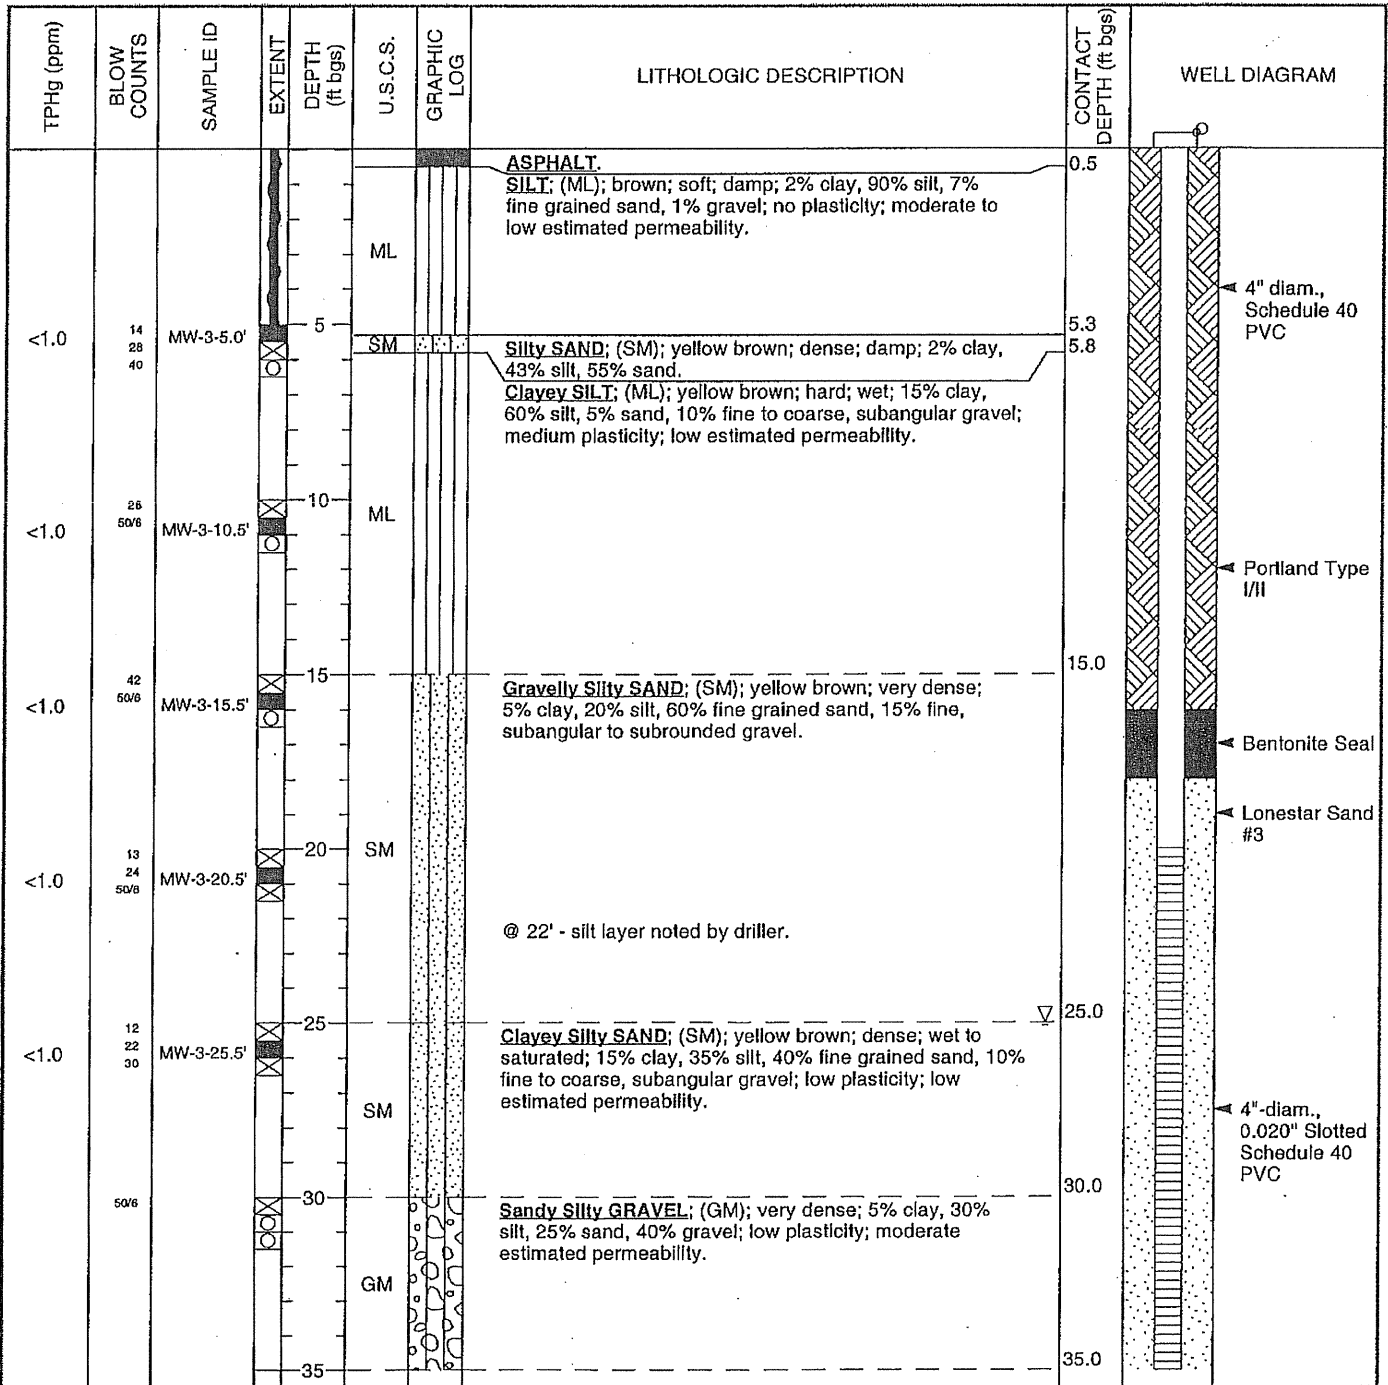 TPHg (ppm)
BLOW
COUNTS
SAMPLE ID
EXTENT
DEPTH
(ft bgs)
U.S.C.S.
GRAPHIC
LOG
LITHOLOGIC DESCRIPTION
CONTACT
DEPTH (ft bgs)
WELL DIAGRAM
ASPHALT.
0.5
SILT; (ML); brown; soft; damp; 2% clay, 90% silt, 7%
fine grained sand, 1% gravel; no plasticity; moderate to
low estimated permeability.
ML
4" diam.,
Schedule 40
PVC
<1.0
14
28
40
MW-3-5.0'
5
5.3
SM
Silty SAND; (SM); yellow brown; dense; damp; 2% clay,
43% silt, 55% sand.
5.8
Clayey SILT; (ML); yellow brown; hard; wet; 15% clay,
60% silt, 5% sand, 10% fine to coarse, subangular gravel;
medium plasticity; low estimated permeability.
<1.0
26
50/6
MW-3-10.5'
10
ML
Portland Type
I/II
15
15.0
<1.0
42
50/6
MW-3-15.5'
Gravelly Silty SAND; (SM); yellow brown; very dense;
5% clay, 20% silt, 60% fine grained sand, 15% fine,
subangular to subrounded gravel.
Bentonite Seal
Lonestar Sand
#3
<1.0
13
24
50/6
MW-3-20.5'
20
SM
@ 22' - silt layer noted by driller.
25
25.0
<1.0
12
22
30
MW-3-25.5'
Clayey Silty SAND; (SM); yellow brown; dense; wet to
saturated; 15% clay, 35% silt, 40% fine grained sand, 10%
fine to coarse, subangular gravel; low plasticity; low
estimated permeability.
SM
4"-diam.,
0.020" Slotted
Schedule 40
PVC
50/6
30
30.0
Sandy Silty GRAVEL; (GM); very dense; 5% clay, 30%
silt, 25% sand, 40% gravel; low plasticity; moderate
estimated permeability.
GM
35
35.0